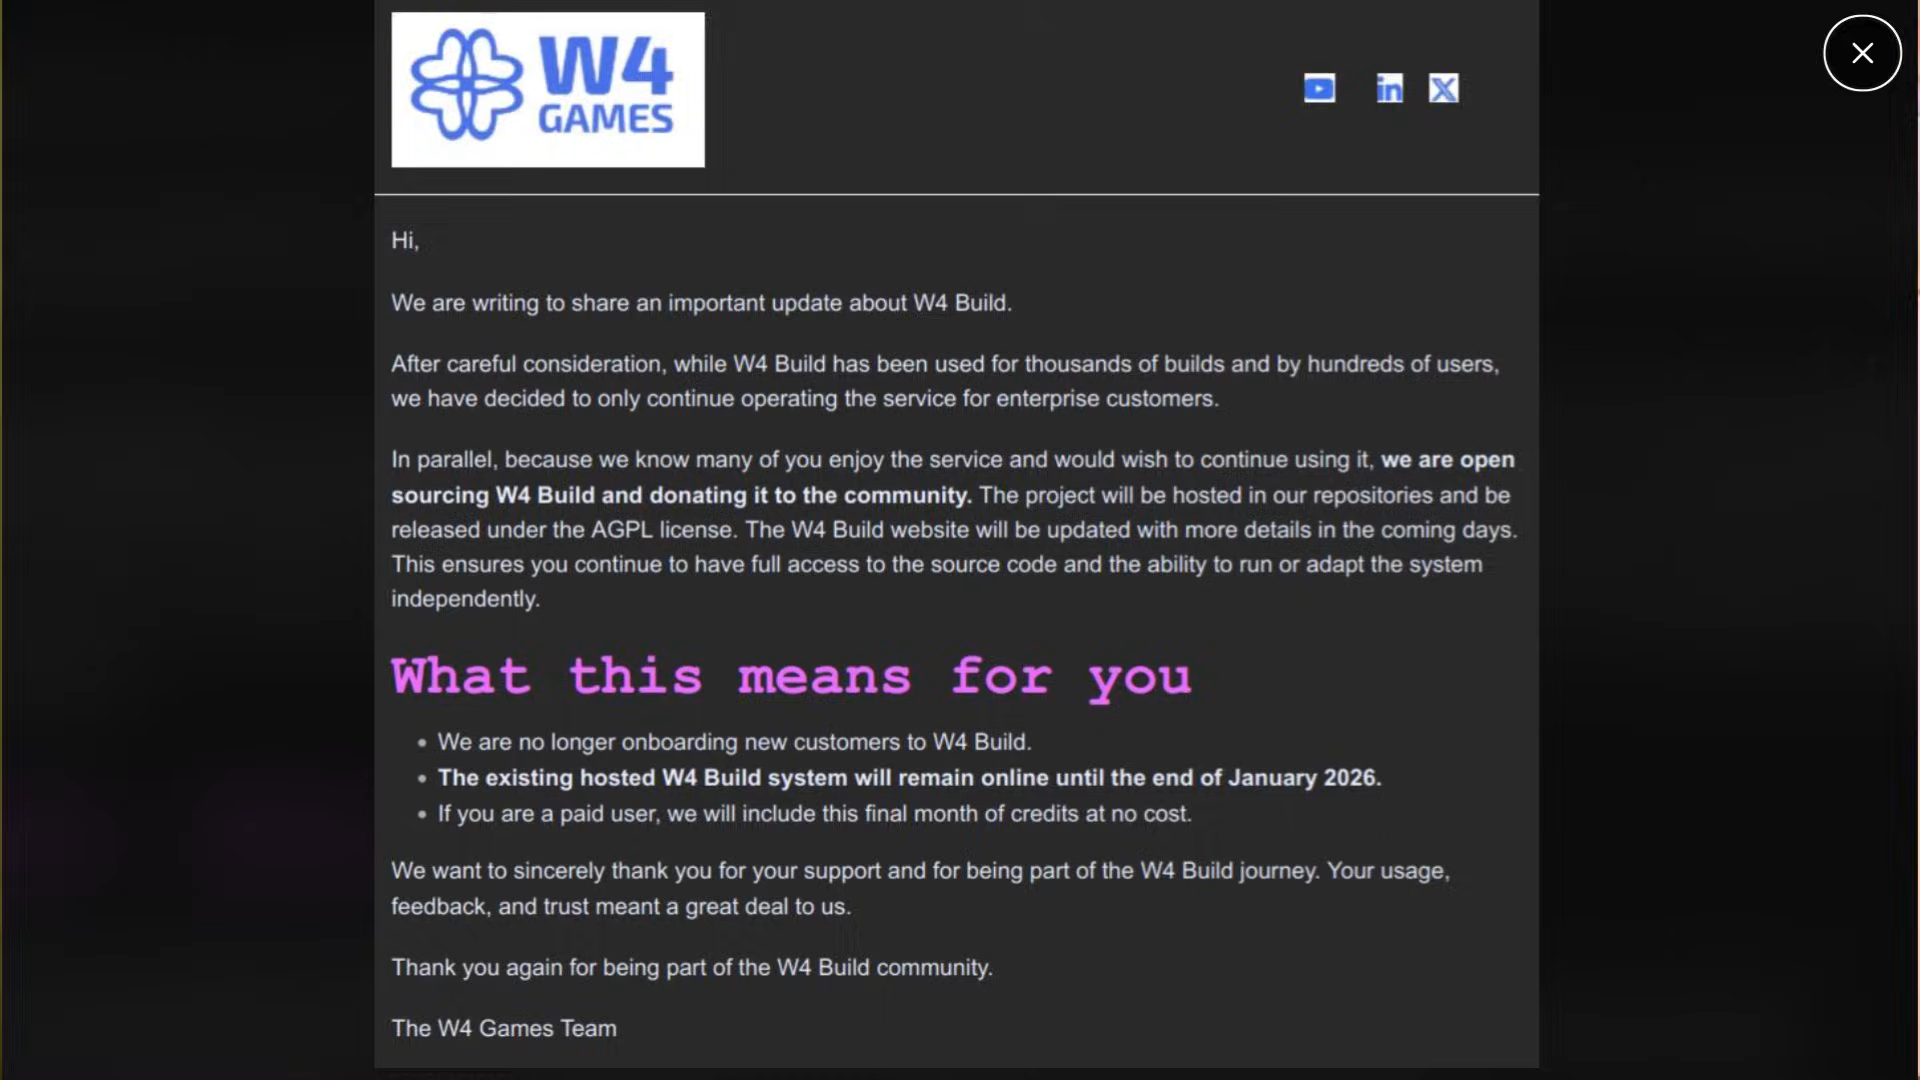 W4
GAMES
Hi,
We are writing to share an important update about W4 Build.
After careful consideration, while W4 Build has been used for thousands of builds and by hundreds of users,
we have decided to only continue operating the service for enterprise customers.
In parallel, because we know many of you enjoy the service and would wish to continue using it, we are open
sourcing W4 Build and donating it to the community. The project will be hosted in our repositories and be
released under the AGPL license. The W4 Build website will be updated with more details in the coming days.
This ensures you continue to have full access to the source code and the ability to run or adapt the system
independently.
What this means for you
• We are no longer onboarding new customers to W4 Build.
• The existing hosted W4 Build system will remain online until the end of January 2026.
• If you are a paid user, we will include this final month of credits at no cost.
We want to sincerely thank you for your support and for being part of the W4 Build journey. Your usage,
feedback, and trust meant a great deal to us.
Thank you again for being part of the W4 Build community.
The W4 Games Team